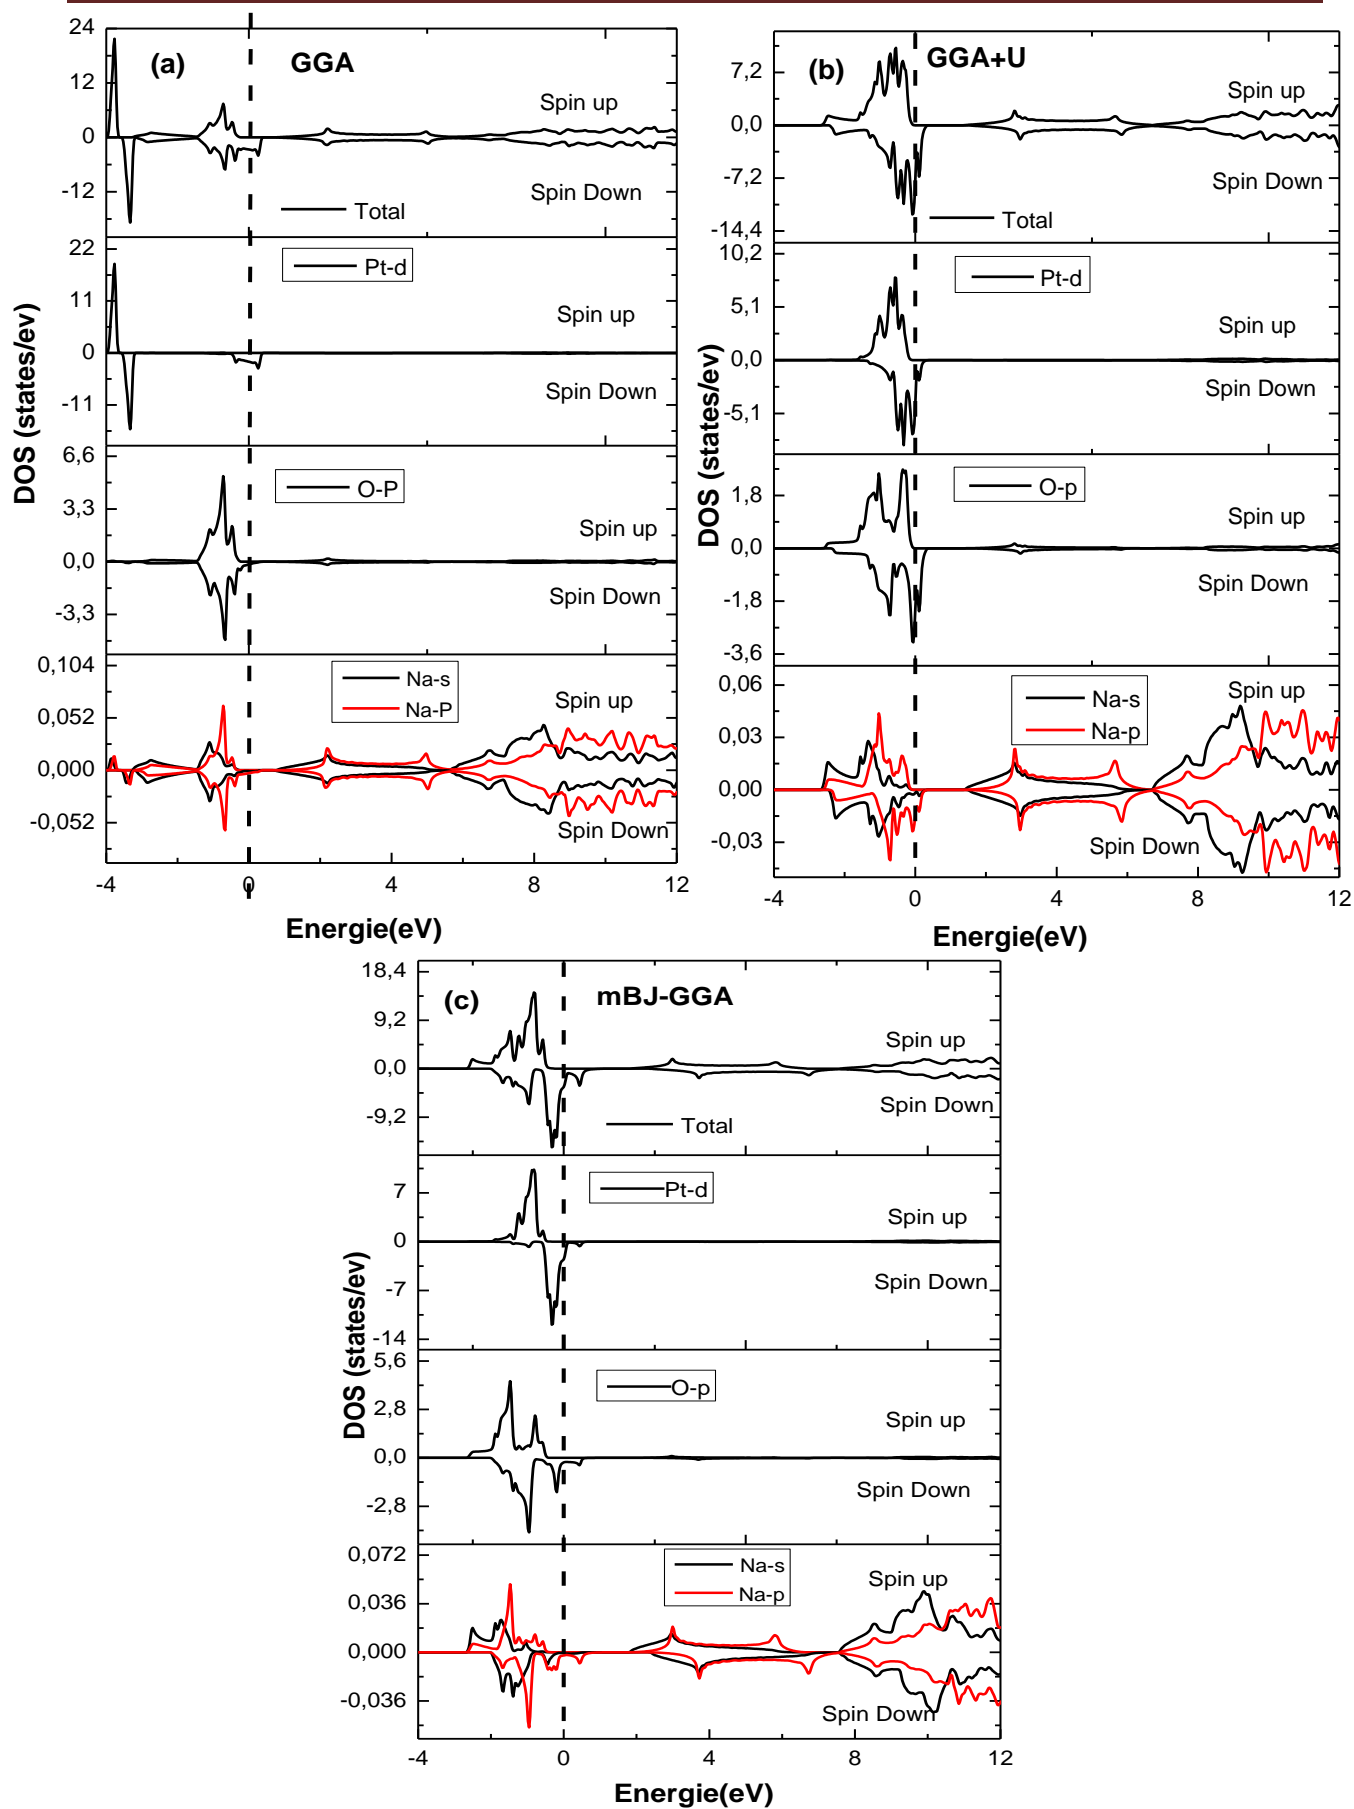 (a) GGA
24
12
0
-12
Spin up
Spin Down
Total
22
11
0
-11
Pt-d
Spin up
Spin Down
6,6
3,3
0,0
-3,3
O-P
Spin up
Spin Down
0,104
0,052
0,000
-0,052
Na-s
Na-P
Spin up
Spin Down
-4 0 4 8 12
DOS (states/ev)
Energie(eV)
(b) GGA+U
7,2
0,0
-7,2
-14,4
Spin up
Spin Down
Total
10,2
5,1
0,0
-5,1
Pt-d
Spin up
Spin Down
1,8
0,0
-1,8
-3,6
O-p
Spin up
Spin Down
0,06
0,03
0,00
-0,03
Na-s
Na-p
Spin up
Spin Down
-4 0 4 8 12
DOS (states/ev)
Energie(eV)
(c) mBJ-GGA
18,4
9,2
0,0
-9,2
Spin up
Spin Down
Total
7
0
-7
-14
Pt-d
Spin up
Spin Down
5,6
2,8
0,0
-2,8
O-p
Spin up
Spin Down
0,072
0,036
0,000
-0,036
Na-s
Na-p
Spin up
Spin Down
-4 0 4 8 12
DOS (states/ev)
Energie(eV)